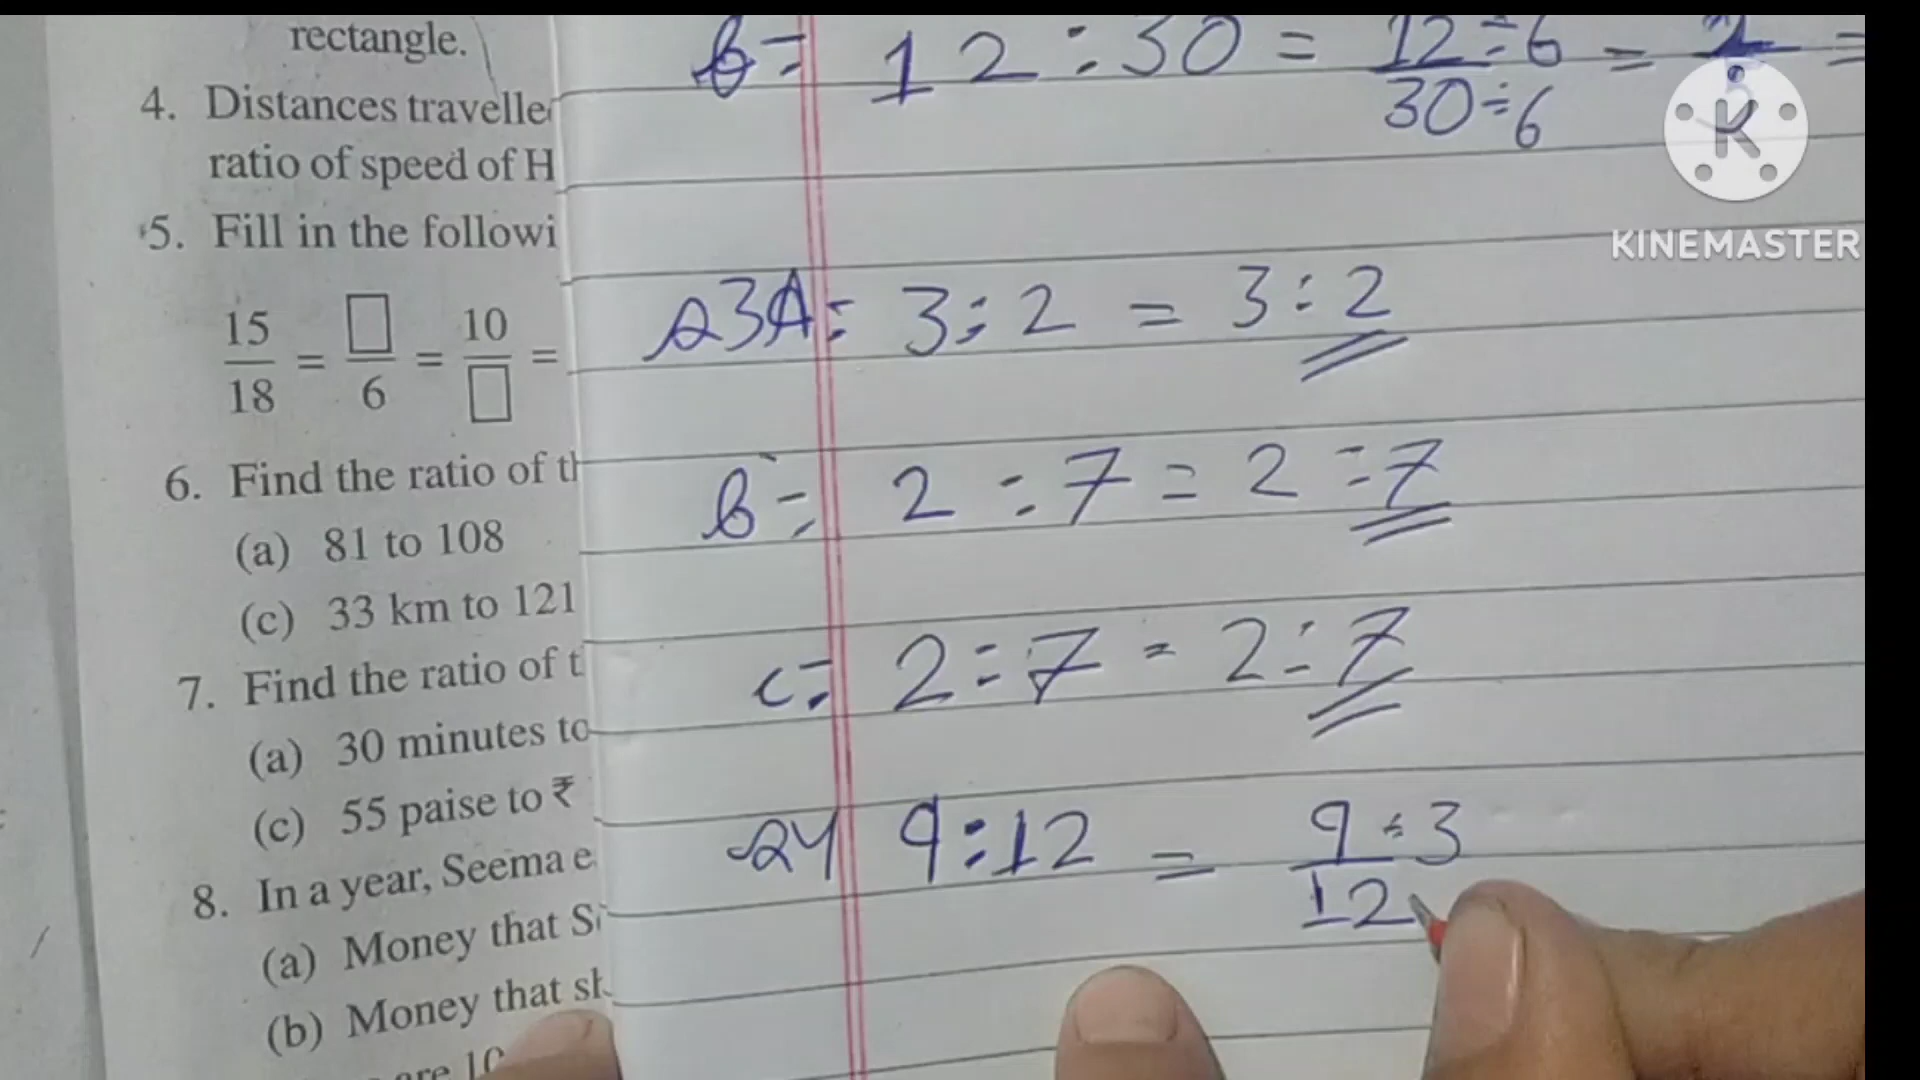 rectangle.
4. Distances travelle
ratio of speed of H
5. Fill in the followi
15/18 = □/6 = 10/□ =
6. Find the ratio of th
(a) 81 to 108
(c) 33 km to 121
7. Find the ratio of t
(a) 30 minutes to
(c) 55 paise to ₹
8. In a year, Seema e
(a) Money that S
(b) Money that sh
are 10
b = 12 : 30 = 12÷6/30÷6 = =
KINEMASTER
Q3 A = 3 : 2 = 3 : 2
b = 2 : 7 = 2 : 7
c = 2 : 7 = 2 : 7
Q4 9 : 12 = 9÷3/12